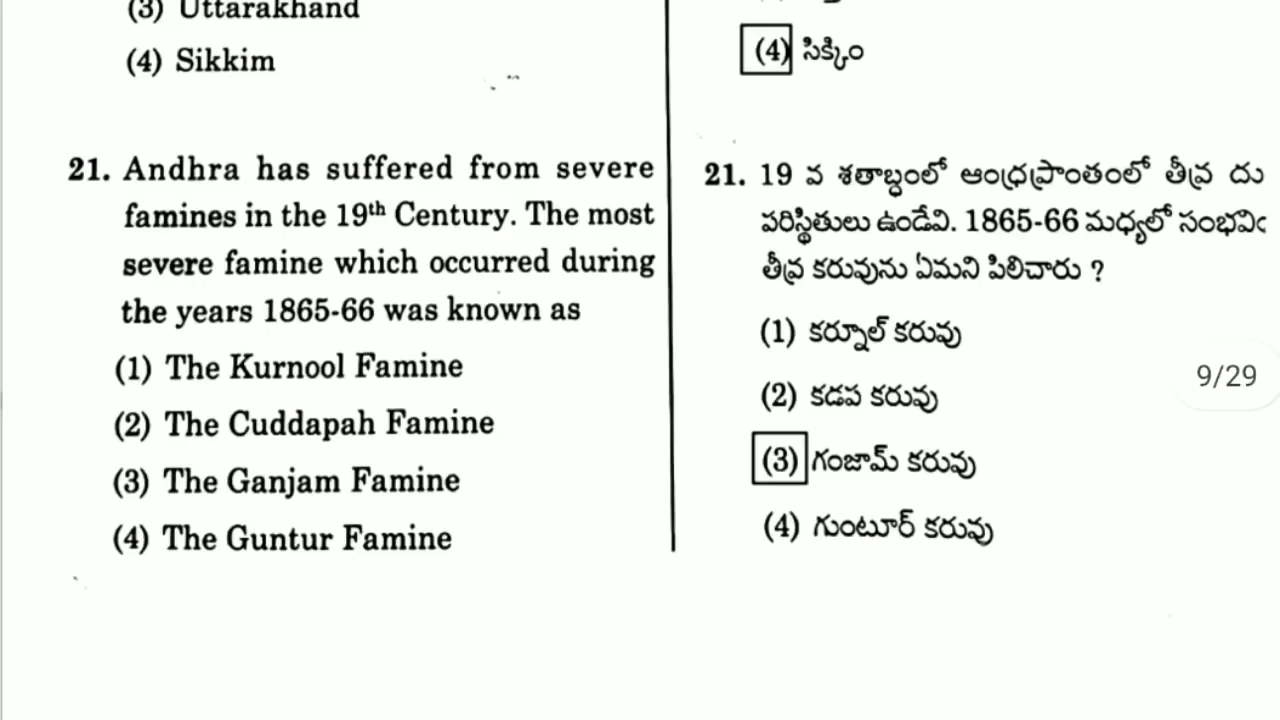 (3) Uttarakhand
(4) Sikkim
21. Andhra has suffered from severe
famines in the 19th Century. The most
severe famine which occurred during
the years 1865-66 was known as
(1) The Kurnool Famine
(2) The Cuddapah Famine
(3) The Ganjam Famine
(4) The Guntur Famine
(4) సిక్కిం
21. 19 వ శతాబ్దంలో ఆంధ్రప్రాంతంలో తీవ్ర దు
పరిస్థితులు ఉండేవి. 1865-66 మధ్యలో సంభవిం
తీవ్ర కరువును ఏమని పిలిచారు ?
(1) కర్నూల్ కరువు
(2) కడప కరువు
(3) గంజామ్ కరువు
(4) గుంటూర్ కరువు
9/29